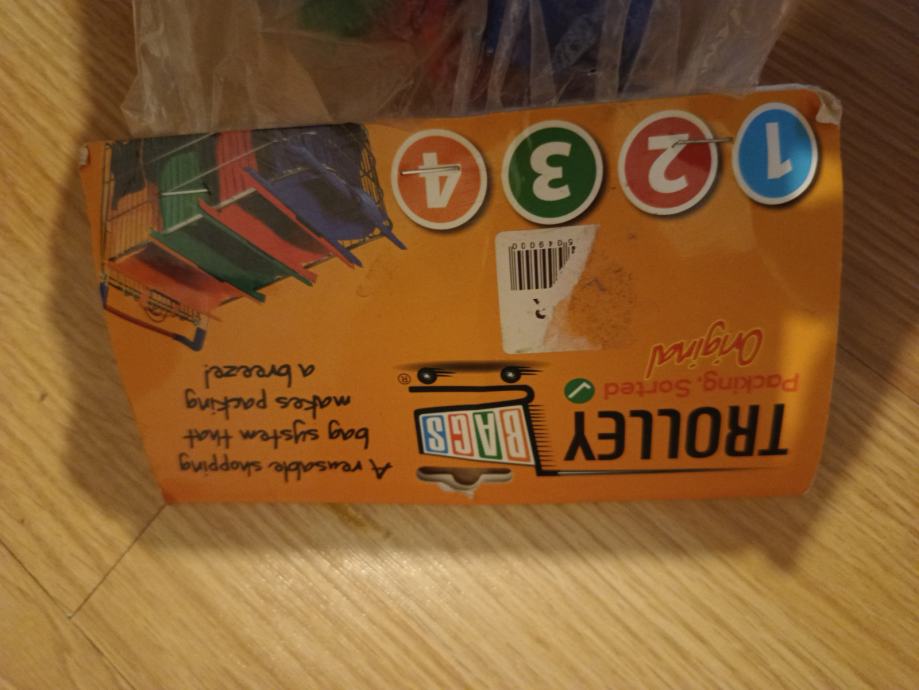 TROLLEY BAGS ®
Packing. Sorted
Original
A reusable shopping
bag system that
makes packing
a breeze!
1 2 3 4